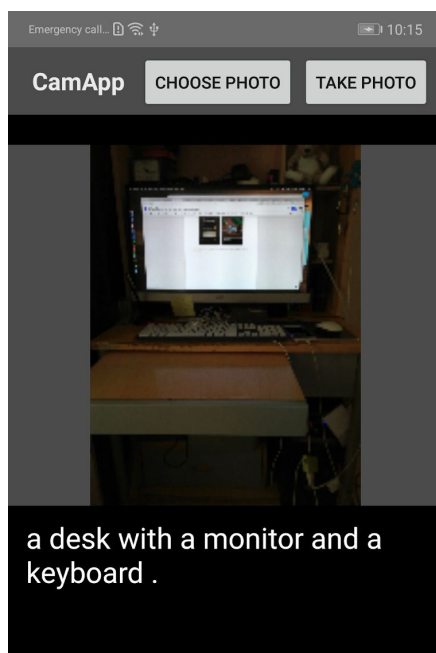 Emergency call... 10:15
CamApp CHOOSE PHOTO TAKE PHOTO
a desk with a monitor and a
keyboard .